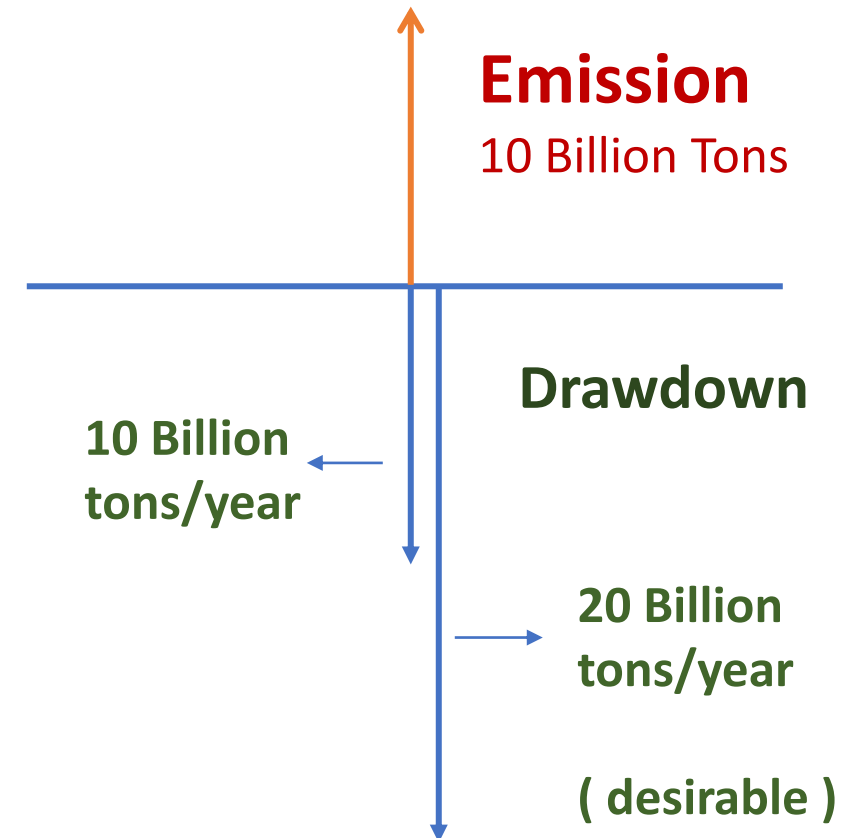 Emission
10 Billion Tons
Drawdown
10 Billion
tons/year
20 Billion
tons/year
( desirable )